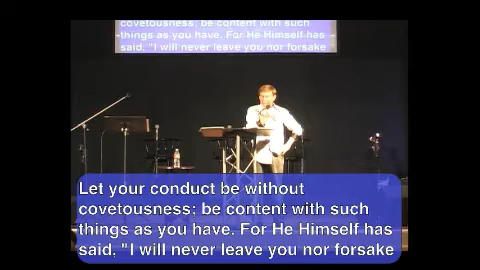 covetousness; be content with such
things as you have. For He Himself has
said, "I will never leave you nor forsake
Let your conduct be without
covetousness; be content with such
things as you have. For He Himself has
said, "I will never leave you nor forsake